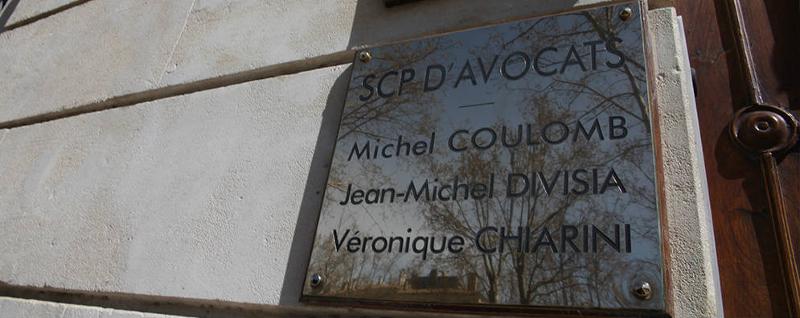 SCP D'AVOCATS
Michel COULOMB
Jean-Michel DIVISIA
Véronique CHIARINI